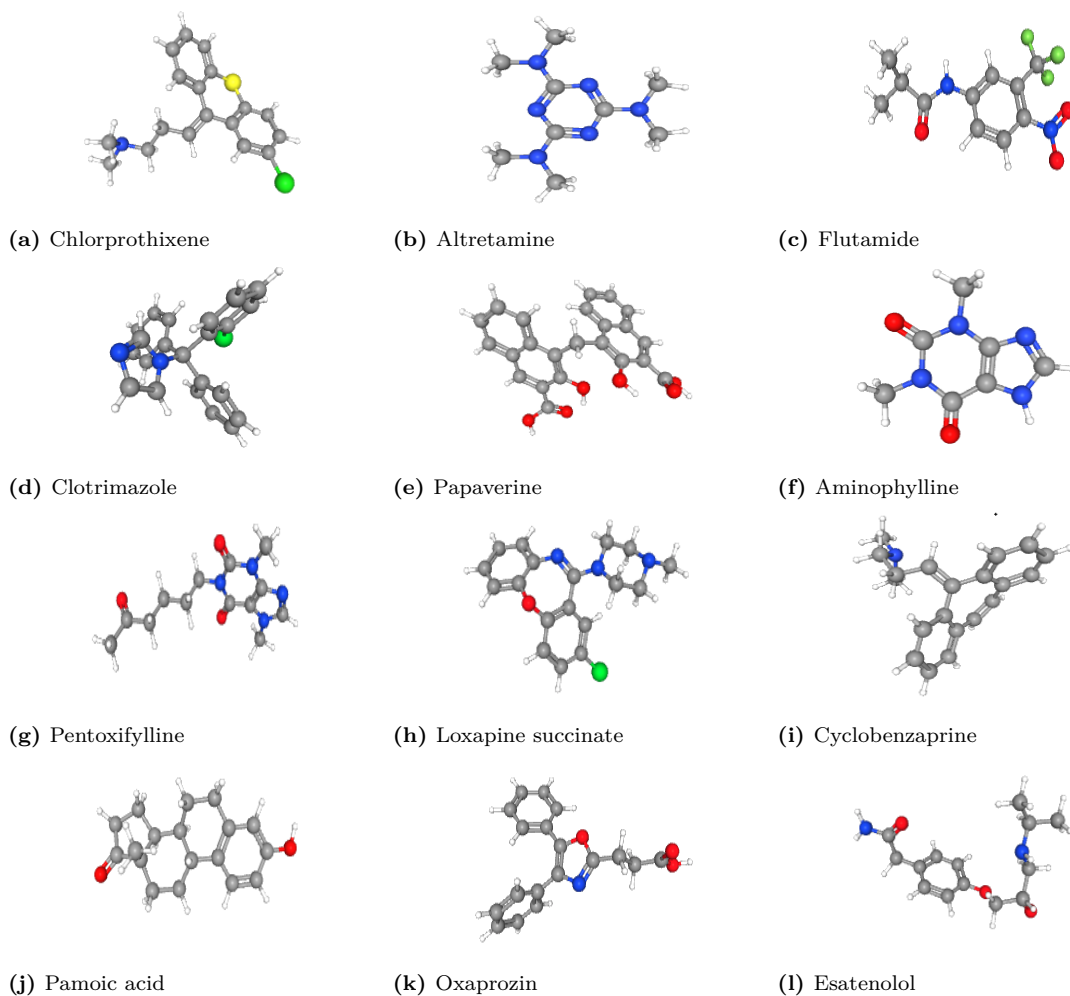 (a) Chlorprothixene
(b) Altretamine
(c) Flutamide
(d) Clotrimazole
(e) Papaverine
(f) Aminophylline
(g) Pentoxifylline
(h) Loxapine succinate
(i) Cyclobenzaprine
(j) Pamoic acid
(k) Oxaprozin
(l) Esatenolol